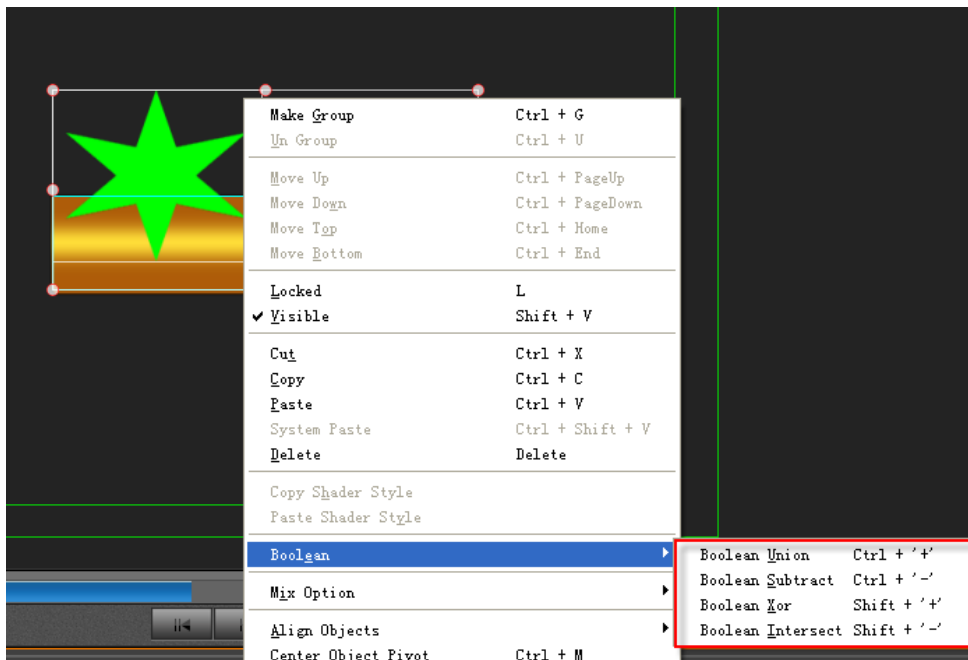 Make Group Ctrl + G
Un Group Ctrl + U
Move Up Ctrl + PageUp
Move Down Ctrl + PageDown
Move Top Ctrl + Home
Move Bottom Ctrl + End
Locked L
Visible Shift + V
Cut Ctrl + X
Copy Ctrl + C
Paste Ctrl + V
System Paste Ctrl + Shift + V
Delete Delete
Copy Shader Style
Paste Shader Style
Boolean
Boolean Union Ctrl + '+'
Boolean Subtract Ctrl + '-'
Boolean Xor Shift + '+'
Boolean Intersect Shift + '-'
Mix Option
Align Objects
Center Object Pivot Ctrl + M